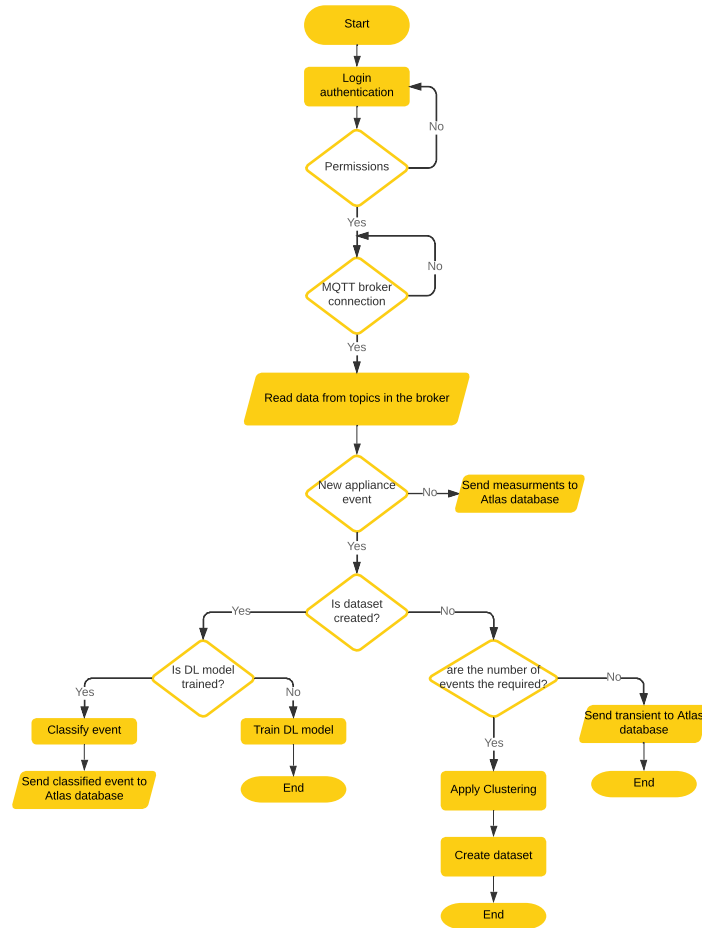 Start
Login
authentication
No
Permissions
Yes
No
MQTT broker
connection
Yes
Read data from topics in the broker
New appliance
event
No
Send measurments to
Atlas database
Yes
Is dataset
created?
Yes
No
Is DL model
trained?
are the number of
events the required?
Yes
No
No
Classify event
Train DL model
Send transient to Atlas
database
Yes
Send classified event to
Atlas database
End
Apply Clustering
End
Create dataset
End